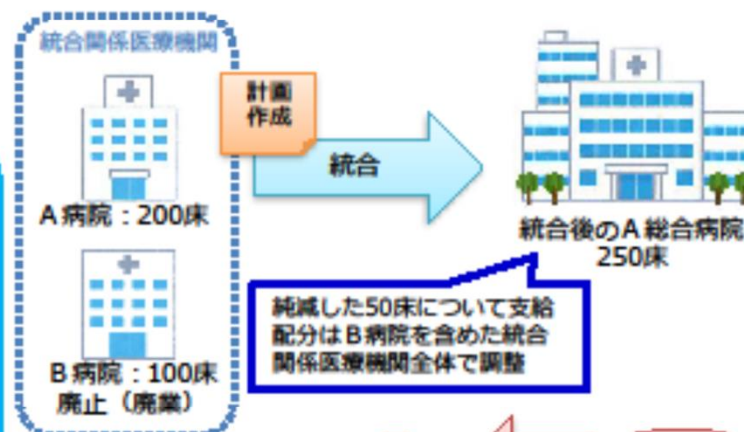 統合関係医療機関
A病院：200床
B病院：100床
廃止（廃業）
計画
作成
統合
統合後のA総合病院
250床
純減した50床について支給
配分はB病院を含めた統合
関係医療機関全体で調整